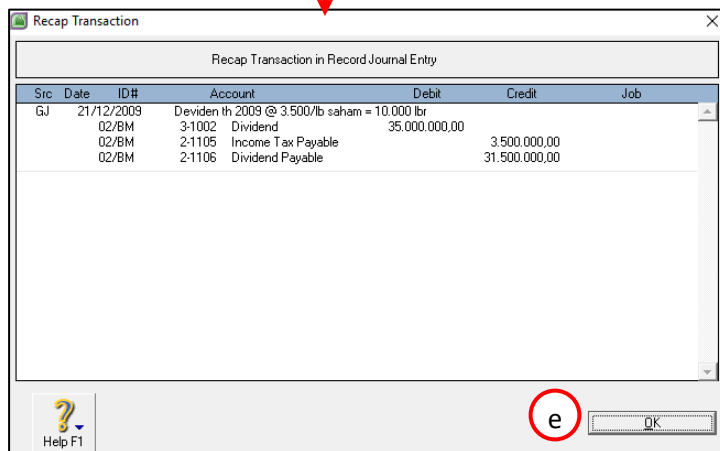 Recap Transaction
Recap Transaction in Record Journal Entry
Src Date ID# Account Debit Credit Job
GJ 21/12/2009 Deviden th 2009 @ 3.500/lb saham = 10.000 lbr
02/BM 3-1002 Dividend 35.000.000,00
02/BM 2-1105 Income Tax Payable 3.500.000,00
02/BM 2-1106 Dividend Payable 31.500.000,00
e
OK
Help F1